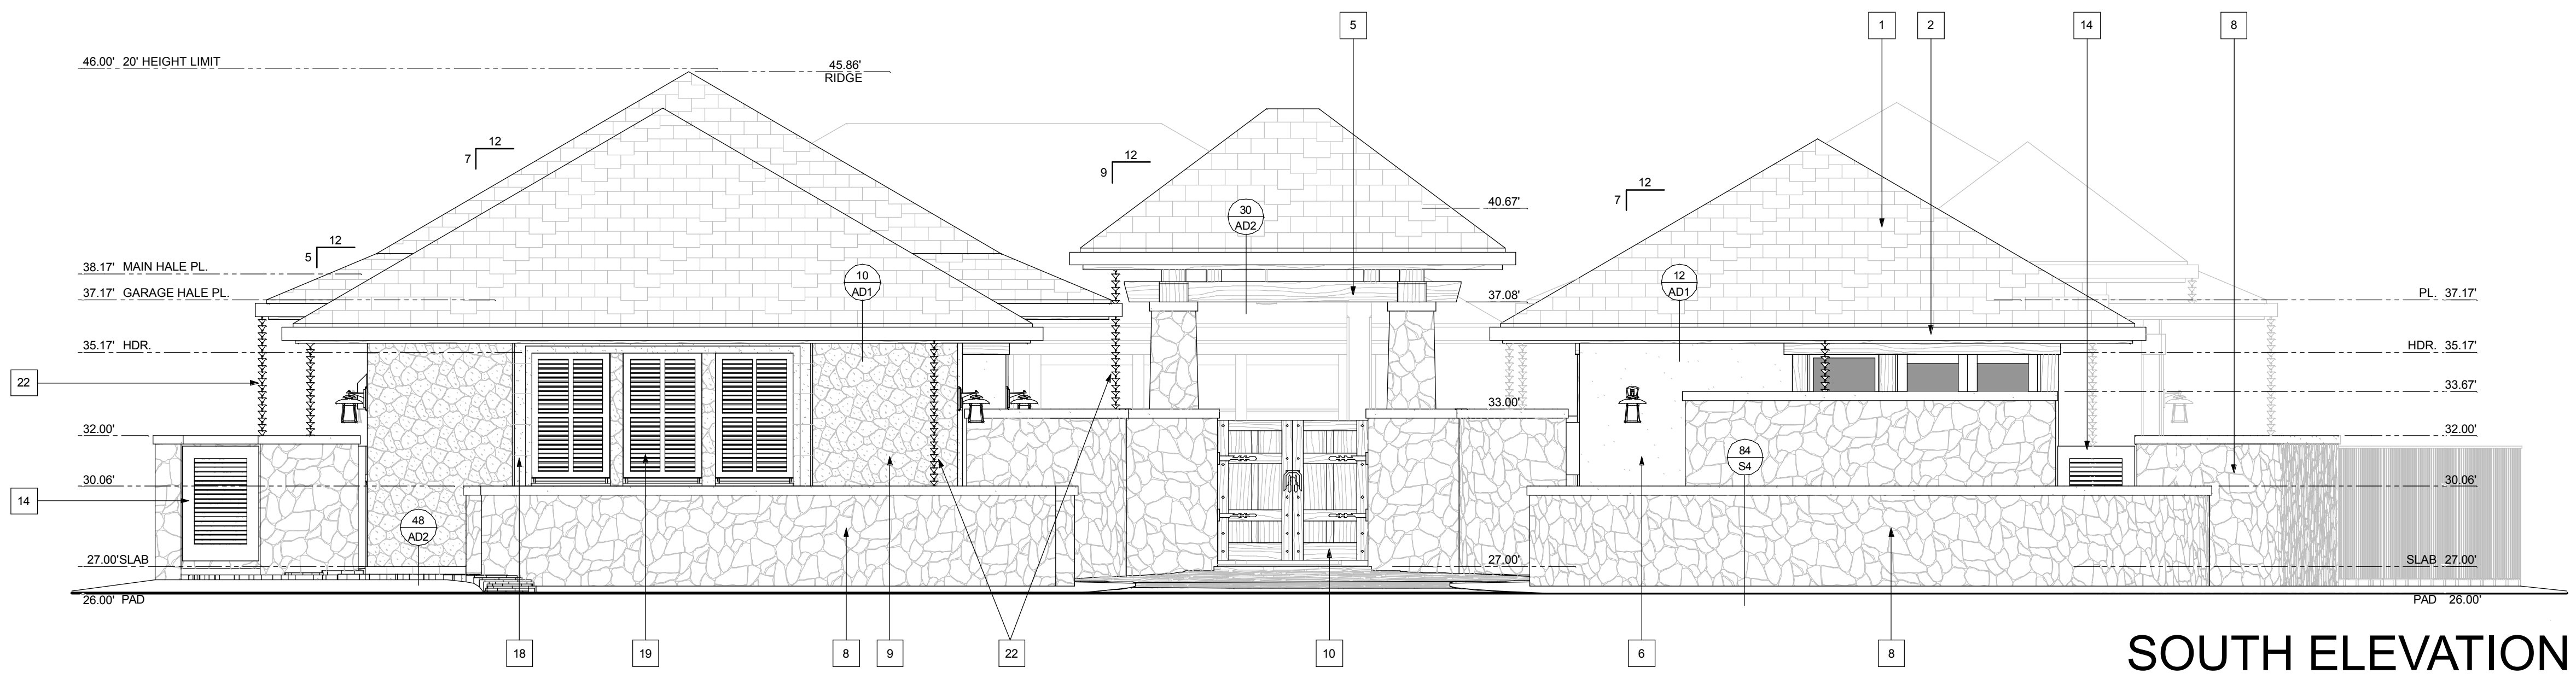 5
1
2
14
8
46.00' 20' HEIGHT LIMIT
45.86'
RIDGE
12
7
12
9
12
7
40.67'
30
AD2
12
5
38.17' MAIN HALE PL.
37.17' GARAGE HALE PL.
10
AD1
12
AD1
37.08'
PL. 37.17'
35.17' HDR.
HDR. 35.17'
22
33.67'
33.00'
32.00'
32.00'
84
S4
30.06'
30.06'
14
48
AD2
27.00'SLAB
27.00'
SLAB 27.00'
26.00' PAD
PAD 26.00'
18
19
8
9
22
10
6
8
SOUTH ELEVATION